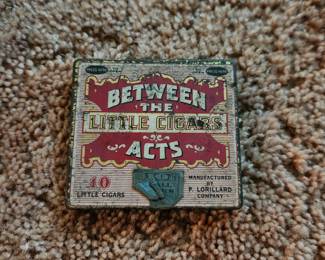 BETWEEN
THE
LITTLE CIGARS
ACTS
10
LITTLE CIGARS
MANUFACTURED
BY
P. LORILLARD
COMPANY